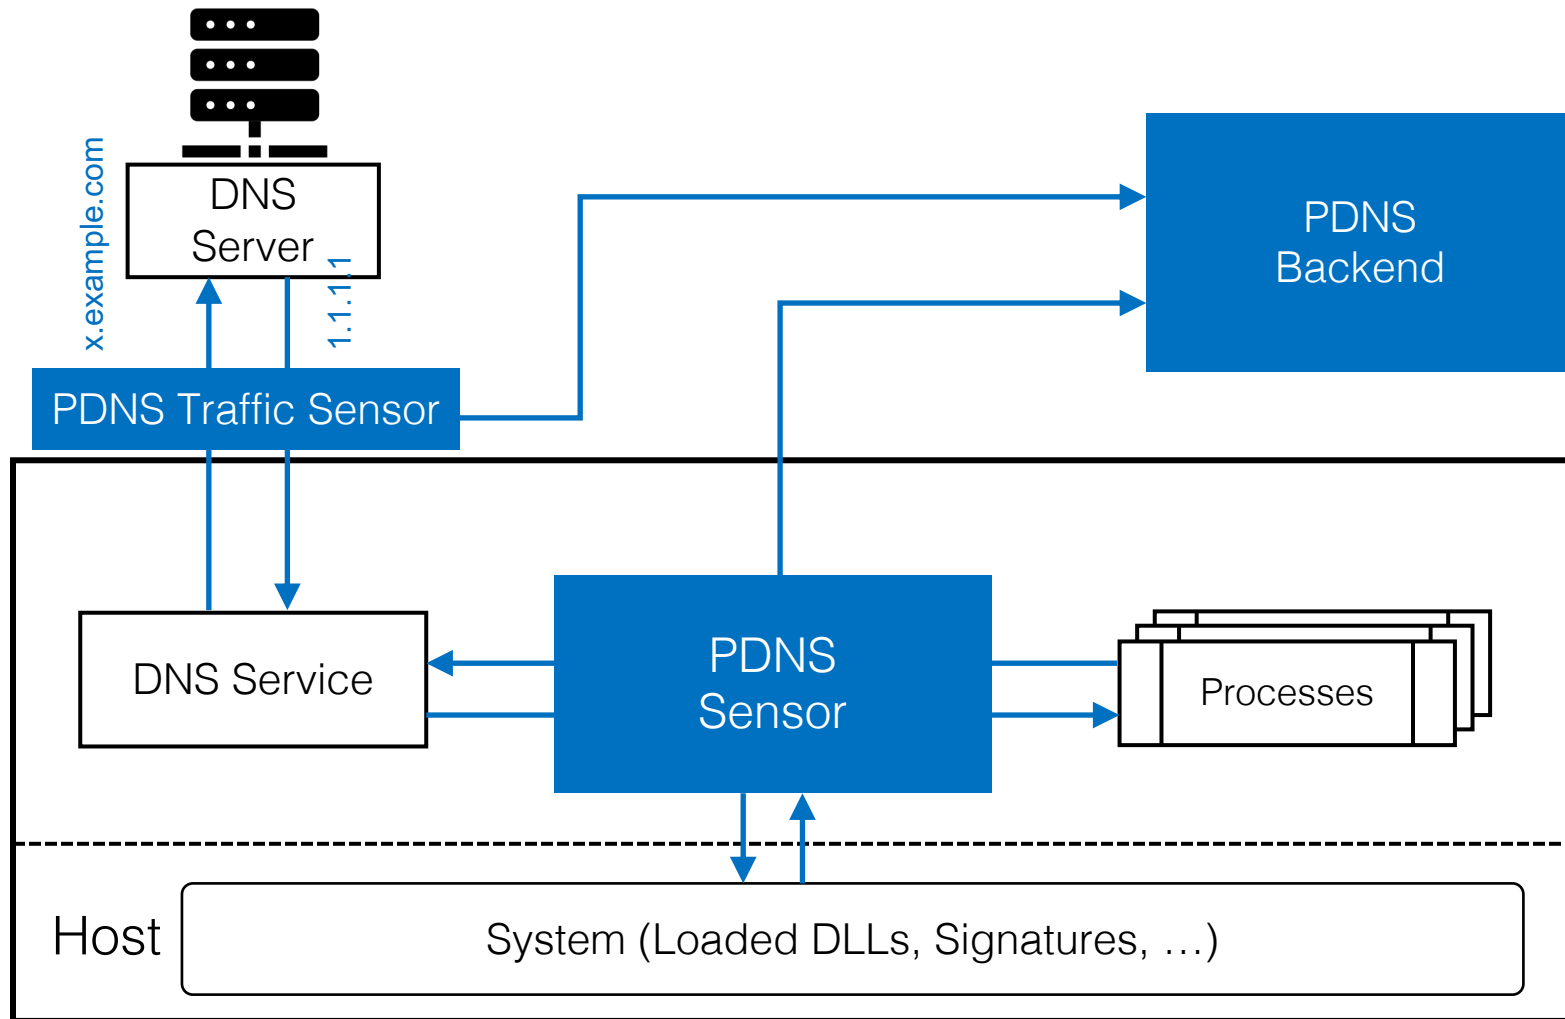 DNS
Server
x.example.com
1.1.1.1
PDNS
Backend
PDNS Traffic Sensor
DNS Service
PDNS
Sensor
Processes
Host
System (Loaded DLLs, Signatures, …)